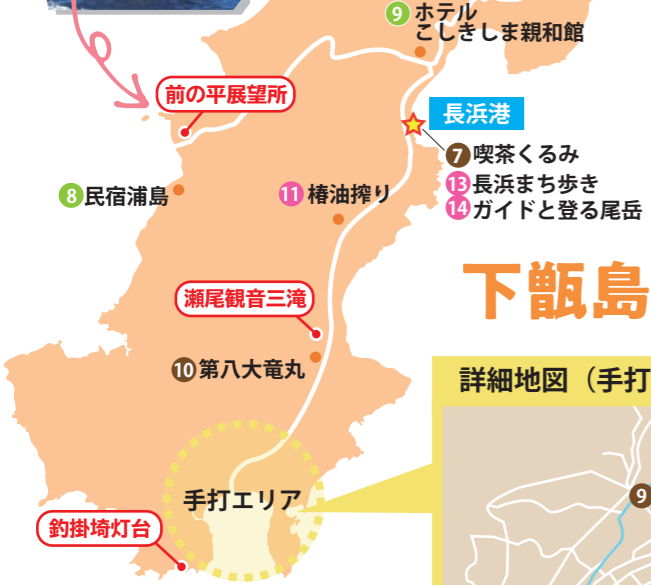 9 ホテル
こしきしま親和館
前の平展望所
長浜港
7 喫茶くるみ
8 民宿浦島
11 椿油搾り
13 長浜まち歩き
14 ガイドと登る尾岳
下甑島
瀬尾観音三滝
10 第八大竜丸
詳細地図（手打
手打エリア
9
釣掛埼灯台